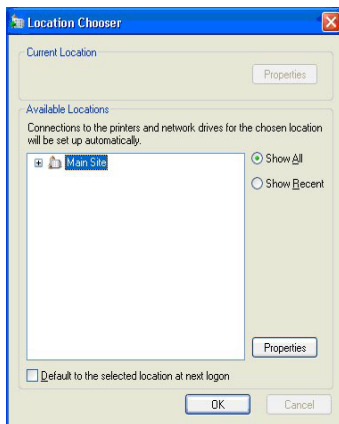 Location Chooser
Current Location
Properties
Available Locations
Connections to the printers and network drives for the chosen location
will be set up automatically.
Main Site
Show All
Show Recent
Properties
Default to the selected location at next logon
OK
Cancel